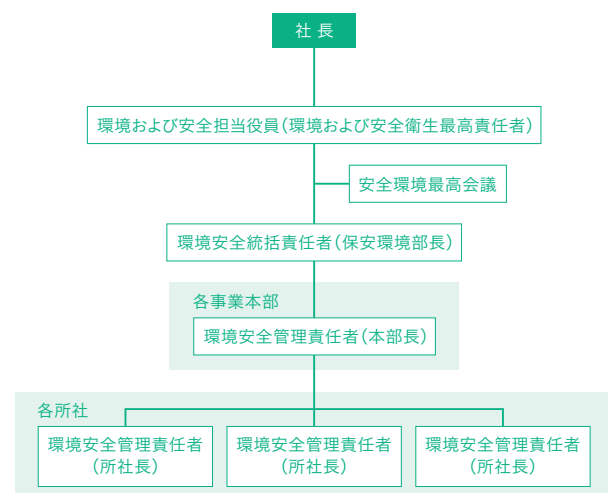 社 長
環境および安全担当役員(環境および安全衛生最高責任者)
安全環境最高会議
環境安全統括責任者(保安環境部長)
各事業本部
環境安全管理責任者(本部長)
各所社
環境安全管理責任者
(所社長)
環境安全管理責任者
(所社長)
環境安全管理責任者
(所社長)